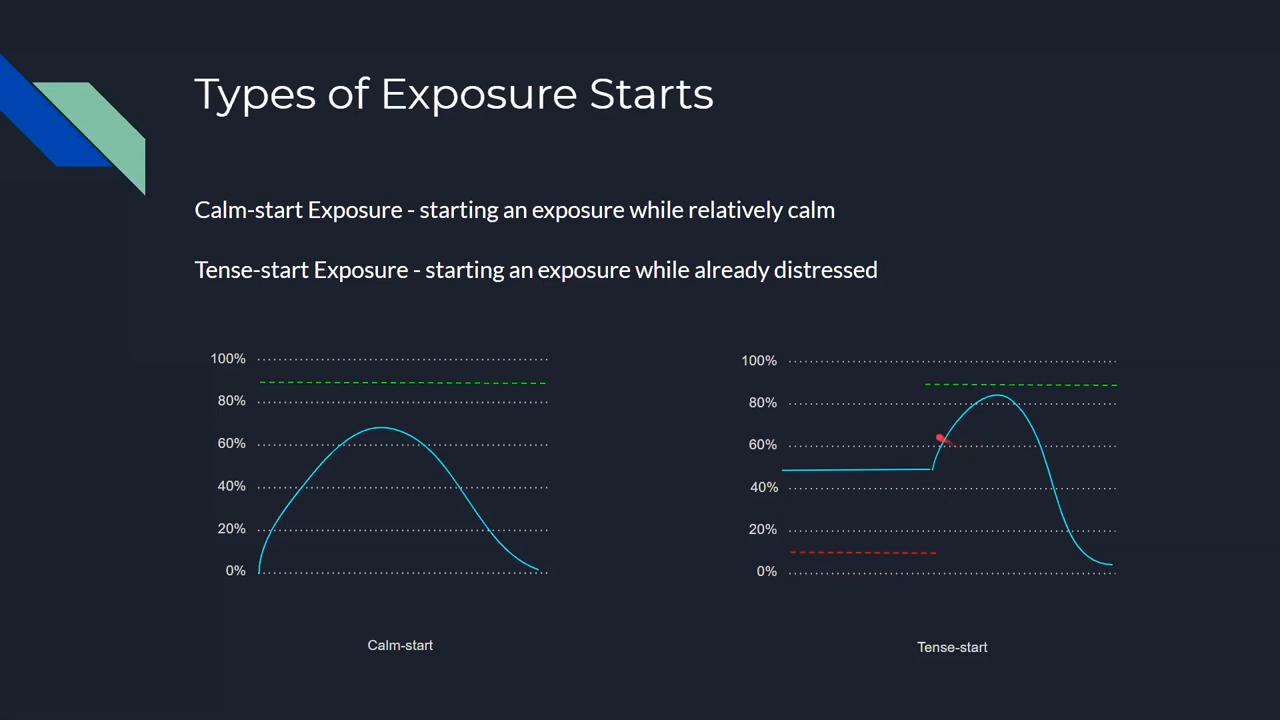 Types of Exposure Starts
Calm-start Exposure - starting an exposure while relatively calm
Tense-start Exposure - starting an exposure while already distressed
100%
80%
60%
40%
20%
0%
Calm-start
100%
80%
60%
40%
20%
0%
Tense-start